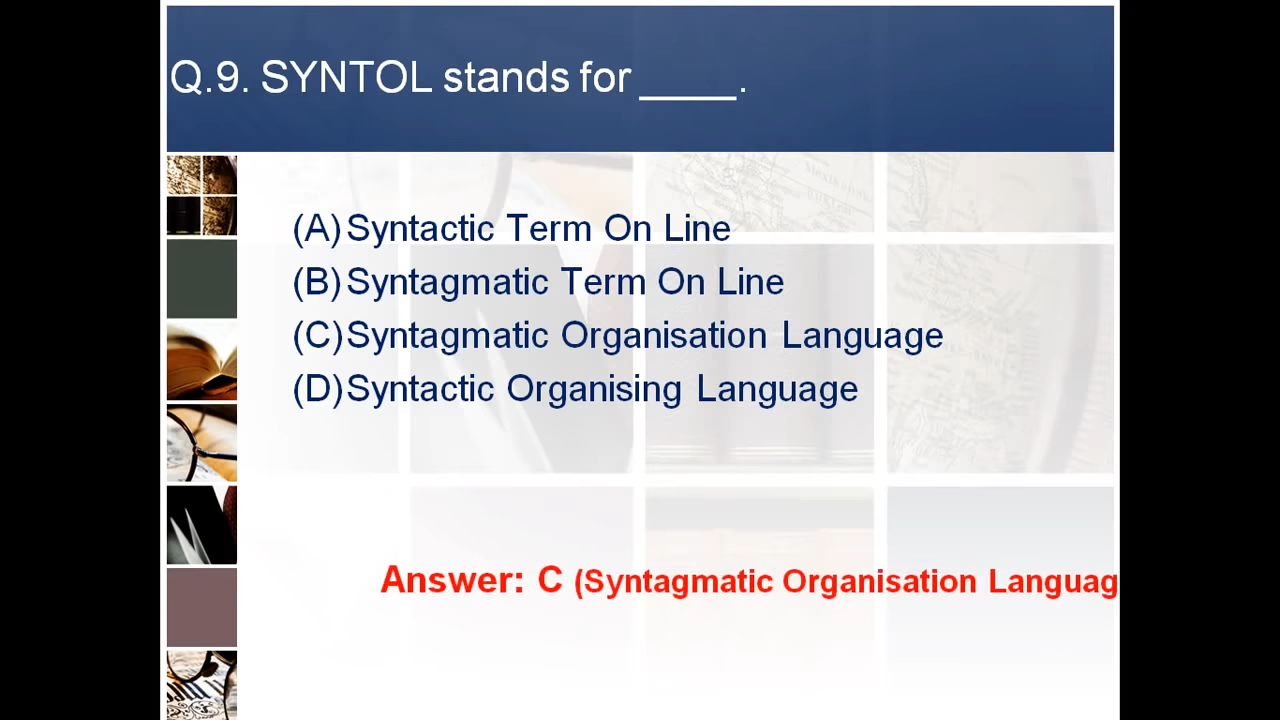 Q.9. SYNTOL stands for ____.
(A) Syntactic Term On Line
(B) Syntagmatic Term On Line
(C) Syntagmatic Organisation Language
(D) Syntactic Organising Language
Answer: C (Syntagmatic Organisation Languag